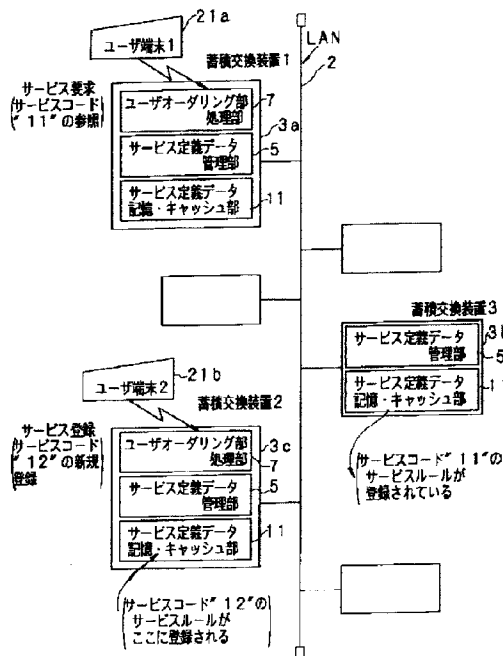 21a
ユーザ端末1
LAN
2
蓄積交換装置1
サービス要求
(サービスコード
"11"の参照)
ユーザオーダリング部
処理部
7
3a
サービス定義データ
管理部
5
サービス定義データ
記憶・キャッシュ部
11
蓄積交換装置3
サービス定義データ
管理部
3b
5
サービス定義データ
記憶・キャッシュ部
11
サービスコード"11"の
サービスルールが
登録されている
21b
ユーザ端末2
蓄積交換装置2
サービス登録
(サービスコード
"12"の新規
登録)
ユーザオーダリング部
処理部
3c
7
サービス定義データ
管理部
5
サービス定義データ
記憶・キャッシュ部
11
サービスコード"12"の
サービスルールが
ここに登録される